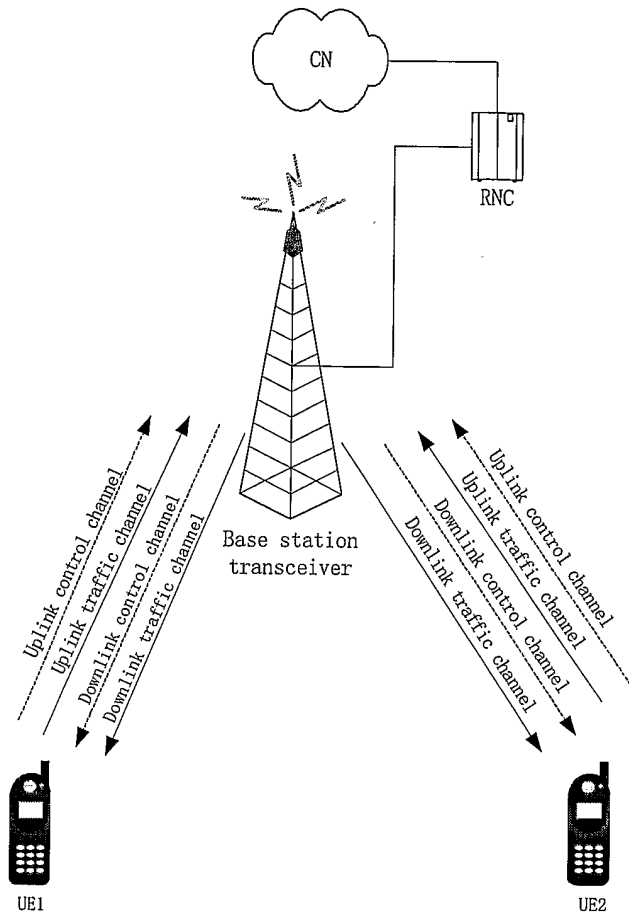 CN
RNC
Base station
transceiver
Uplink control channel
Uplink traffic channel
Downlink control channel
Downlink traffic channel
Downlink traffic channel
Downlink control channel
Uplink traffic channel
Uplink control channel
UE1
UE2